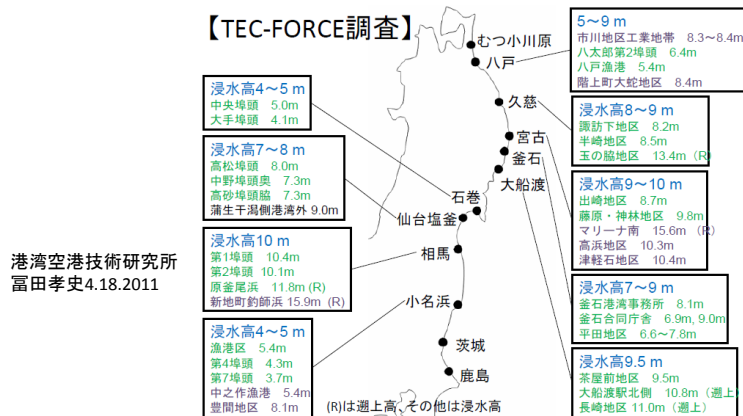 【TEC-FORCE調査】
5～9 m
市川地区工業地帯 8.3～8.4m
八太郎第2埠頭 6.4m
八戸漁港 5.4m
階上町大蛇地区 8.4m
むつ小川原
八戸
久慈
宮古
釜石
大船渡
石巻
仙台塩釜
相馬
小名浜
茨城
鹿島
浸水高4～5 m
中央埠頭 5.0m
大手埠頭 4.1m
浸水高7～8 m
高松埠頭 8.0m
中野埠頭奥 7.3m
高砂埠頭脇 7.3m
蒲生干潟側港湾外 9.0m
浸水高10 m
第1埠頭 10.4m
第2埠頭 10.1m
原釜尾浜 11.8m (R)
新地町釣師浜 15.9m (R)
浸水高4～5 m
漁港区 5.4m
第4埠頭 4.3m
第7埠頭 3.7m
中之作漁港 5.4m
豊間地区 8.1m
浸水高8～9 m
諏訪下地区 8.2m
半崎地区 8.5m
玉の脇地区 13.4m (R)
浸水高9～10 m
出崎地区 8.7m
藤原・神林地区 9.8m
マリーナ南 15.6m (R)
高浜地区 10.3m
津軽石地区 10.4m
浸水高7～9 m
釜石港湾事務所 8.1m
釜石合同庁舎 6.9m, 9.0m
平田地区 6.6～7.8m
浸水高9.5 m
茶屋前地区 9.5m
大船渡駅北側 10.8m（遡上）
長崎地区 11.0m（遡上）
(R)は遡上高、その他は浸水高
港湾空港技術研究所
冨田孝史4.18.2011